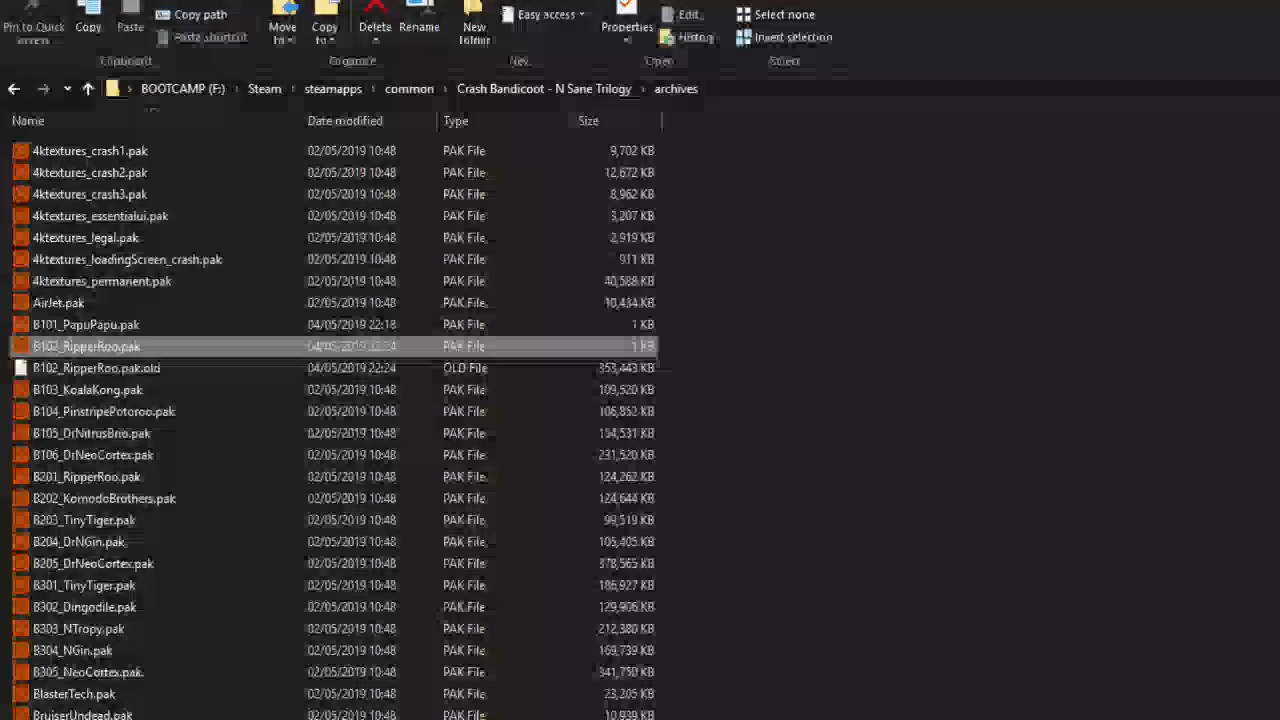 Copy path
Easy access
Edit
Select none
Pin to Quick
Copy
Paste
Move
Copy
Delete
Rename
New
Properties
access
Paste shortcut
to
to
folder
History
Invert selection
Clipboard
Organize
New
Open
Select
BOOTCAMP (F:) › Steam › steamapps › common › Crash Bandicoot - N Sane Trilogy › archives
Name Date modified Type Size
4ktextures_crash1.pak 02/05/2019 10:48 PAK File 9,702 KB
4ktextures_crash2.pak 02/05/2019 10:48 PAK File 12,672 KB
4ktextures_crash3.pak 02/05/2019 10:48 PAK File 8,962 KB
4ktextures_essentialui.pak 02/05/2019 10:48 PAK File 3,207 KB
4ktextures_legal.pak 02/05/2019 10:48 PAK File 2,919 KB
4ktextures_loadingScreen_crash.pak 02/05/2019 10:48 PAK File 911 KB
4ktextures_permanent.pak 02/05/2019 10:48 PAK File 40,588 KB
AirJet.pak 02/05/2019 10:48 PAK File 10,434 KB
B101_PapuPapu.pak 04/05/2019 22:18 PAK File 1 KB
B102_RipperRoo.pak 04/05/2019 22:24 PAK File 1 KB
B102_RipperRoo.pak.old 04/05/2019 22:24 OLD File 353,443 KB
B103_KoalaKong.pak 02/05/2019 10:48 PAK File 109,520 KB
B104_PinstripePotoroo.pak 02/05/2019 10:48 PAK File 106,852 KB
B105_DrNitrusBrio.pak 02/05/2019 10:48 PAK File 154,531 KB
B106_DrNeoCortex.pak 02/05/2019 10:48 PAK File 231,520 KB
B201_RipperRoo.pak 02/05/2019 10:48 PAK File 124,262 KB
B202_KomodoBrothers.pak 02/05/2019 10:48 PAK File 124,644 KB
B203_TinyTiger.pak 02/05/2019 10:48 PAK File 99,519 KB
B204_DrNGin.pak 02/05/2019 10:48 PAK File 105,405 KB
B205_DrNeoCortex.pak 02/05/2019 10:48 PAK File 378,565 KB
B301_TinyTiger.pak 02/05/2019 10:48 PAK File 186,927 KB
B302_Dingodile.pak 02/05/2019 10:48 PAK File 129,906 KB
B303_NTropy.pak 02/05/2019 10:48 PAK File 212,380 KB
B304_NGin.pak 02/05/2019 10:48 PAK File 169,739 KB
B305_NeoCortex.pak 02/05/2019 10:48 PAK File 341,750 KB
BlasterTech.pak 02/05/2019 10:48 PAK File 23,205 KB
BruiserUndead.pak 02/05/2019 10:48 PAK File 10,939 KB